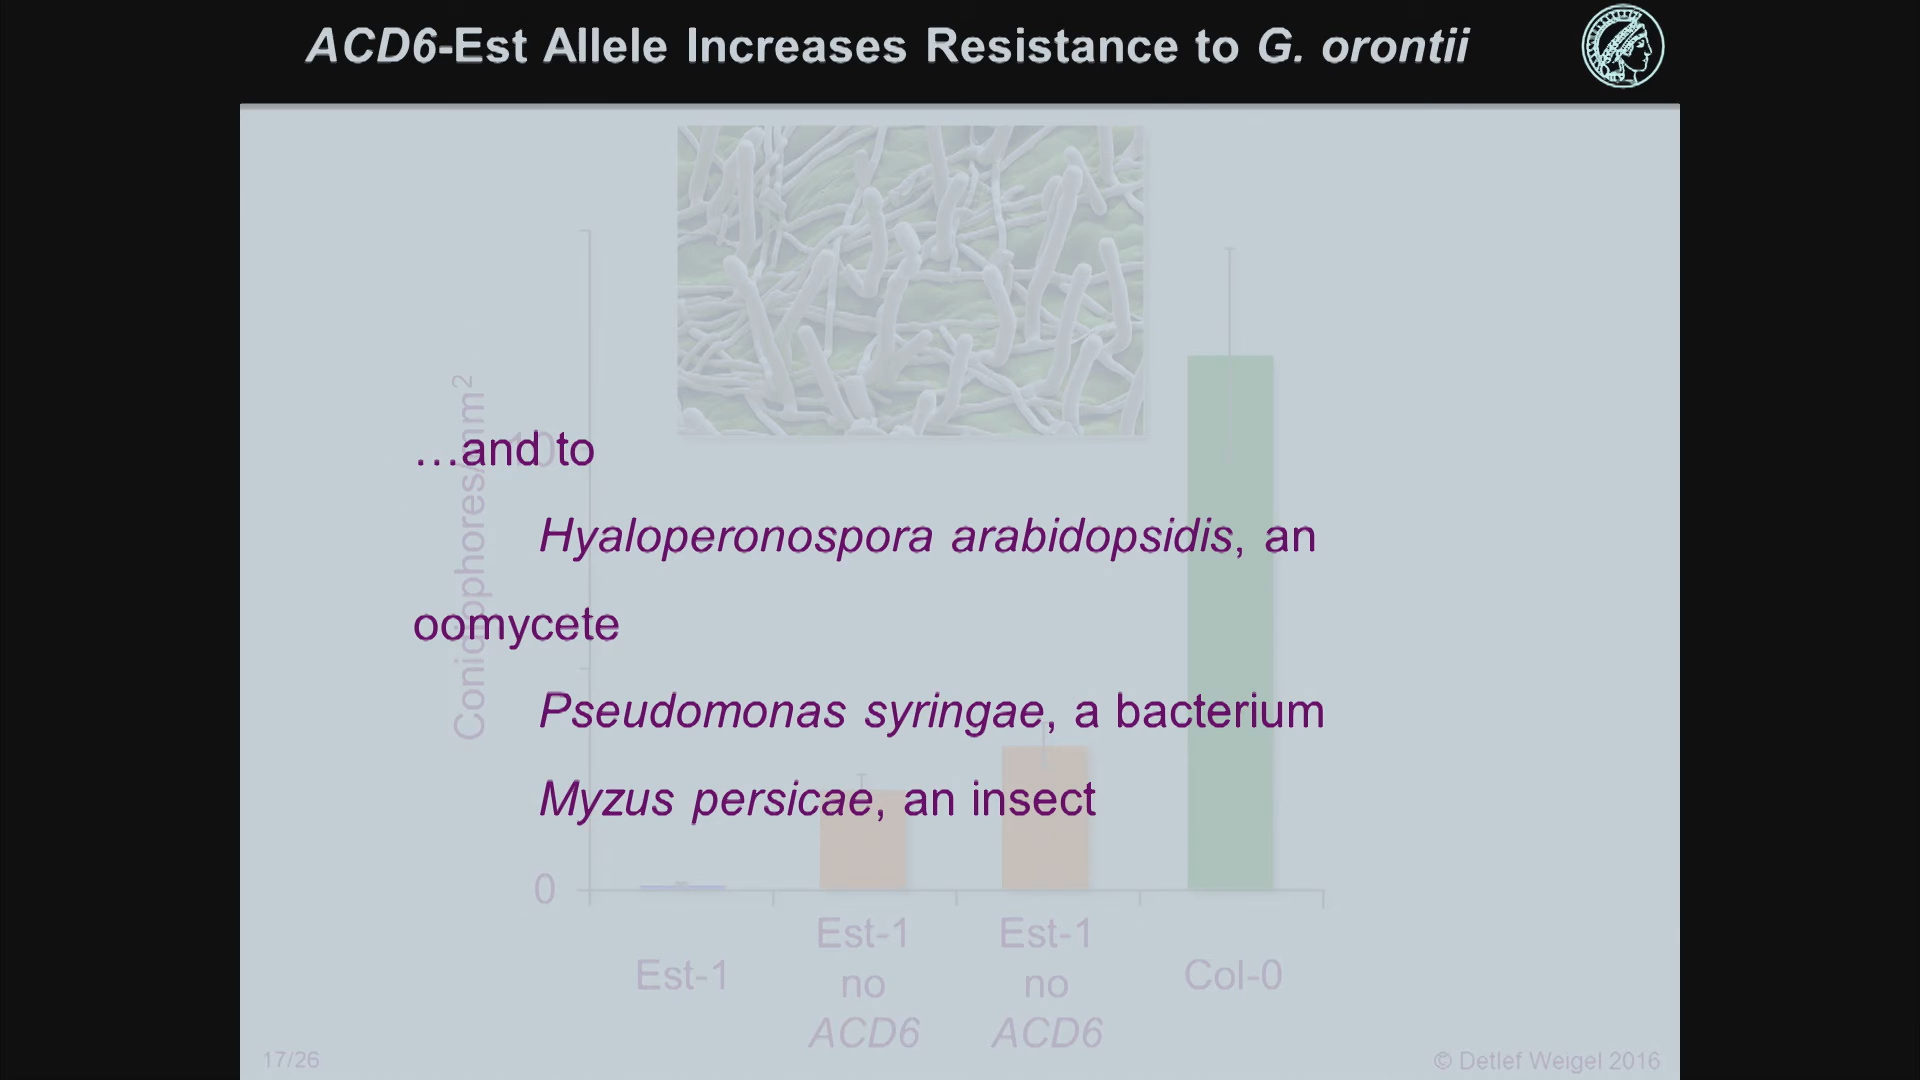 ACD6-Est Allele Increases Resistance to G. orontii
Conidiophores/mm²
10
…and to
Hyaloperonospora arabidopsidis, an
oomycete
Pseudomonas syringae, a bacterium
Myzus persicae, an insect
0
Est-1
Est-1
no
ACD6
Est-1
no
ACD6
Col-0
17/26
© Detlef Weigel 2016